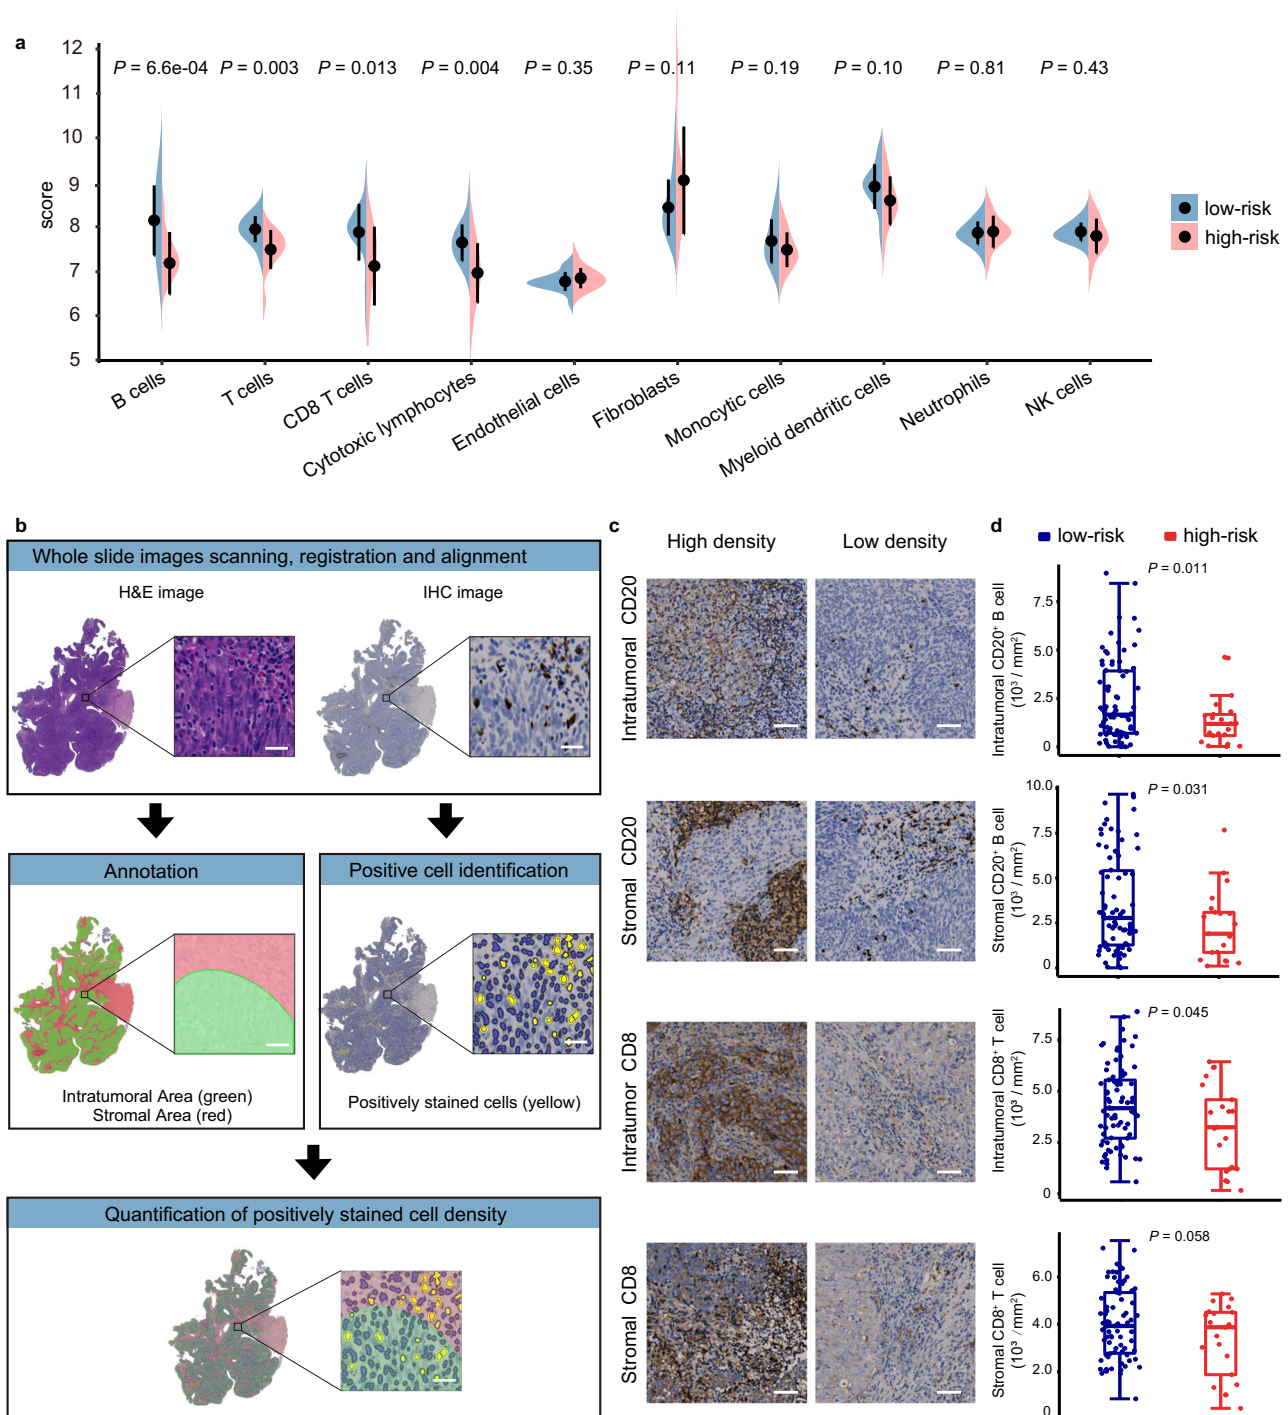 a
12
11
10
9
8
7
6
5
score
P = 6.6e-04 P = 0.003 P = 0.013 P = 0.004 P = 0.35 P = 0.11 P = 0.19 P = 0.10 P = 0.81 P = 0.43
B cells
T cells
CD8 T cells
Cytotoxic lymphocytes
Endothelial cells
Fibroblasts
Monocytic cells
Myeloid dendritic cells
Neutrophils
NK cells
low-risk
high-risk
b
Whole slide images scanning, registration and alignment
H&E image
IHC image
Annotation
Intratumoral Area (green)
Stromal Area (red)
Positive cell identification
Positively stained cells (yellow)
Quantification of positively stained cell density
c
High density
Low density
Intratumoral CD20
Stromal CD20
Intratumor CD8
Stromal CD8
d
low-risk
high-risk
P = 0.011
Intratumoral CD20⁺ B cell
(10³ / mm²)
7.5
5.0
2.5
0
P = 0.031
Stromal CD20⁺ B cell
(10³ / mm²)
10.0
7.5
5.0
2.5
0
P = 0.045
Intratumoral CD8⁺ T cell
(10³ / mm²)
7.5
5.0
2.5
0
P = 0.058
Stromal CD8⁺ T cell
(10³ / mm²)
6.0
4.0
2.0
0